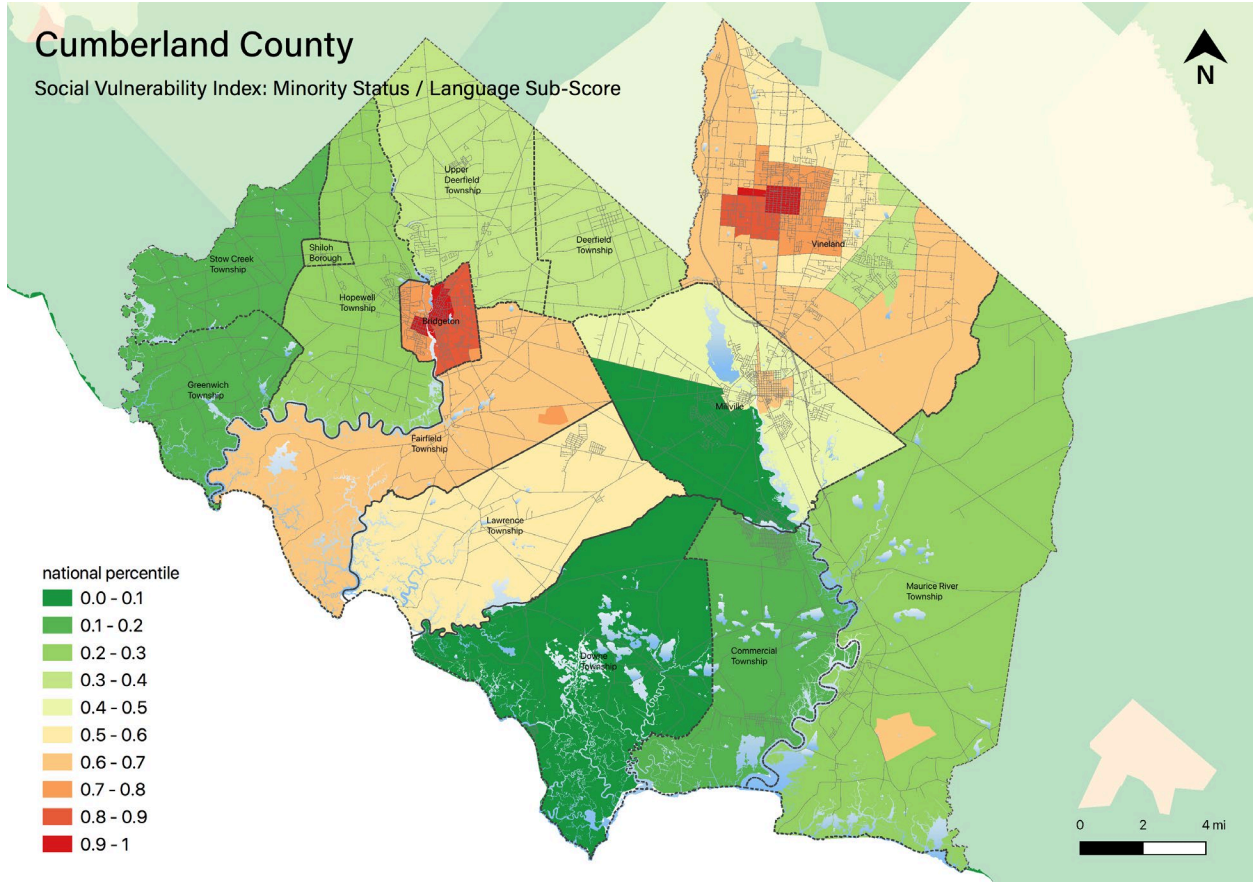 Cumberland County
Social Vulnerability Index: Minority Status / Language Sub-Score
N
Upper
Deerfield
Township
Deerfield
Township
Vineland
Shiloh
Borough
Stow Creek
Township
Hopewell
Township
Bridgeton
Greenwich
Township
Millville
Fairfield
Township
Lawrence
Township
Maurice River
Township
Downe
Township
Commercial
Township
national percentile
0.0 - 0.1
0.1 - 0.2
0.2 - 0.3
0.3 - 0.4
0.4 - 0.5
0.5 - 0.6
0.6 - 0.7
0.7 - 0.8
0.8 - 0.9
0.9 - 1
0 2 4 mi